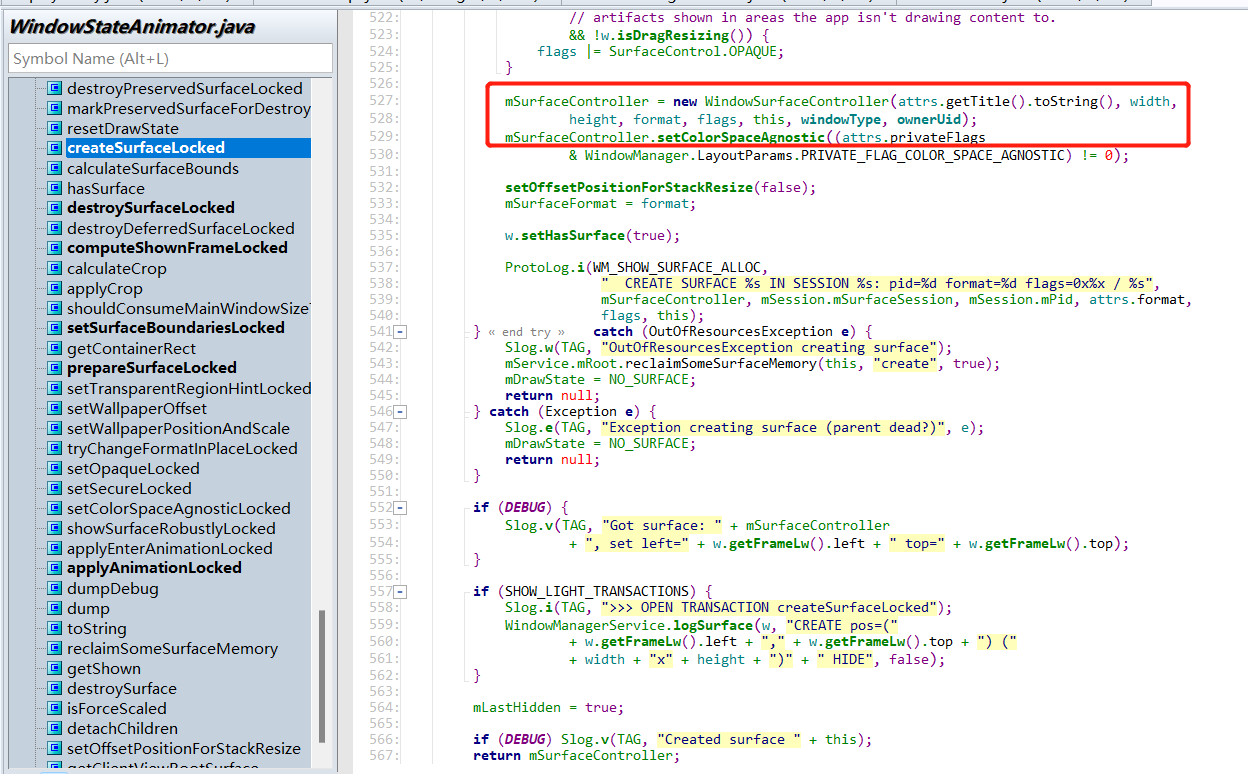 WindowStateAnimator.java
Symbol Name (Alt+L)
destroyPreservedSurfaceLocked
markPreservedSurfaceForDestroy
resetDrawState
createSurfaceLocked
calculateSurfaceBounds
hasSurface
destroySurfaceLocked
destroyDeferredSurfaceLocked
computeShownFrameLocked
calculateCrop
applyCrop
shouldConsumeMainWindowSize
setSurfaceBoundariesLocked
getContainerRect
prepareSurfaceLocked
setTransparentRegionHintLocked
setWallpaperOffset
setWallpaperPositionAndScale
tryChangeFormatInPlaceLocked
setOpaqueLocked
setSecureLocked
setColorSpaceAgnosticLocked
showSurfaceRobustlyLocked
applyEnterAnimationLocked
applyAnimationLocked
dumpDebug
dump
toString
reclaimSomeSurfaceMemory
getShown
destroySurface
isForceScaled
detachChildren
setOffsetPositionForStackResize
getClientViewRootSurface
522: // artifacts shown in areas the app isn't drawing content to.
523: && !w.isDragResizing()) {
524: flags |= SurfaceControl.OPAQUE;
525: }
526:
527: mSurfaceController = new WindowSurfaceController(attrs.getTitle().toString(), width,
528: height, format, flags, this, windowType, ownerUid);
529: mSurfaceController.setColorSpaceAgnostic((attrs.privateFlags
530: & WindowManager.LayoutParams.PRIVATE_FLAG_COLOR_SPACE_AGNOSTIC) != 0);
531:
532: setOffsetPositionForStackResize(false);
533: mSurfaceFormat = format;
534:
535: w.setHasSurface(true);
536:
537: ProtoLog.i(WM_SHOW_SURFACE_ALLOC,
538: "  CREATE SURFACE %s IN SESSION %s: pid=%d format=%d flags=0x%x / %s",
539: mSurfaceController, mSession.mSurfaceSession, mSession.mPid, attrs.format,
540: flags, this);
541: } « end try » catch (OutOfResourcesException e) {
542: Slog.w(TAG, "OutOfResourcesException creating surface");
543: mService.mRoot.reclaimSomeSurfaceMemory(this, "create", true);
544: mDrawState = NO_SURFACE;
545: return null;
546: } catch (Exception e) {
547: Slog.e(TAG, "Exception creating surface (parent dead?)", e);
548: mDrawState = NO_SURFACE;
549: return null;
550: }
551:
552: if (DEBUG) {
553: Slog.v(TAG, "Got surface: " + mSurfaceController
554: + ", set left=" + w.getFrameLw().left + " top=" + w.getFrameLw().top);
555: }
556:
557: if (SHOW_LIGHT_TRANSACTIONS) {
558: Slog.i(TAG, ">>> OPEN TRANSACTION createSurfaceLocked");
559: WindowManagerService.logSurface(w, "CREATE pos=("
560: + w.getFrameLw().left + "," + w.getFrameLw().top + ") ("
561: + width + "x" + height + ")" + " HIDE", false);
562: }
563:
564: mLastHidden = true;
565:
566: if (DEBUG) Slog.v(TAG, "Created surface " + this);
567: return mSurfaceController;